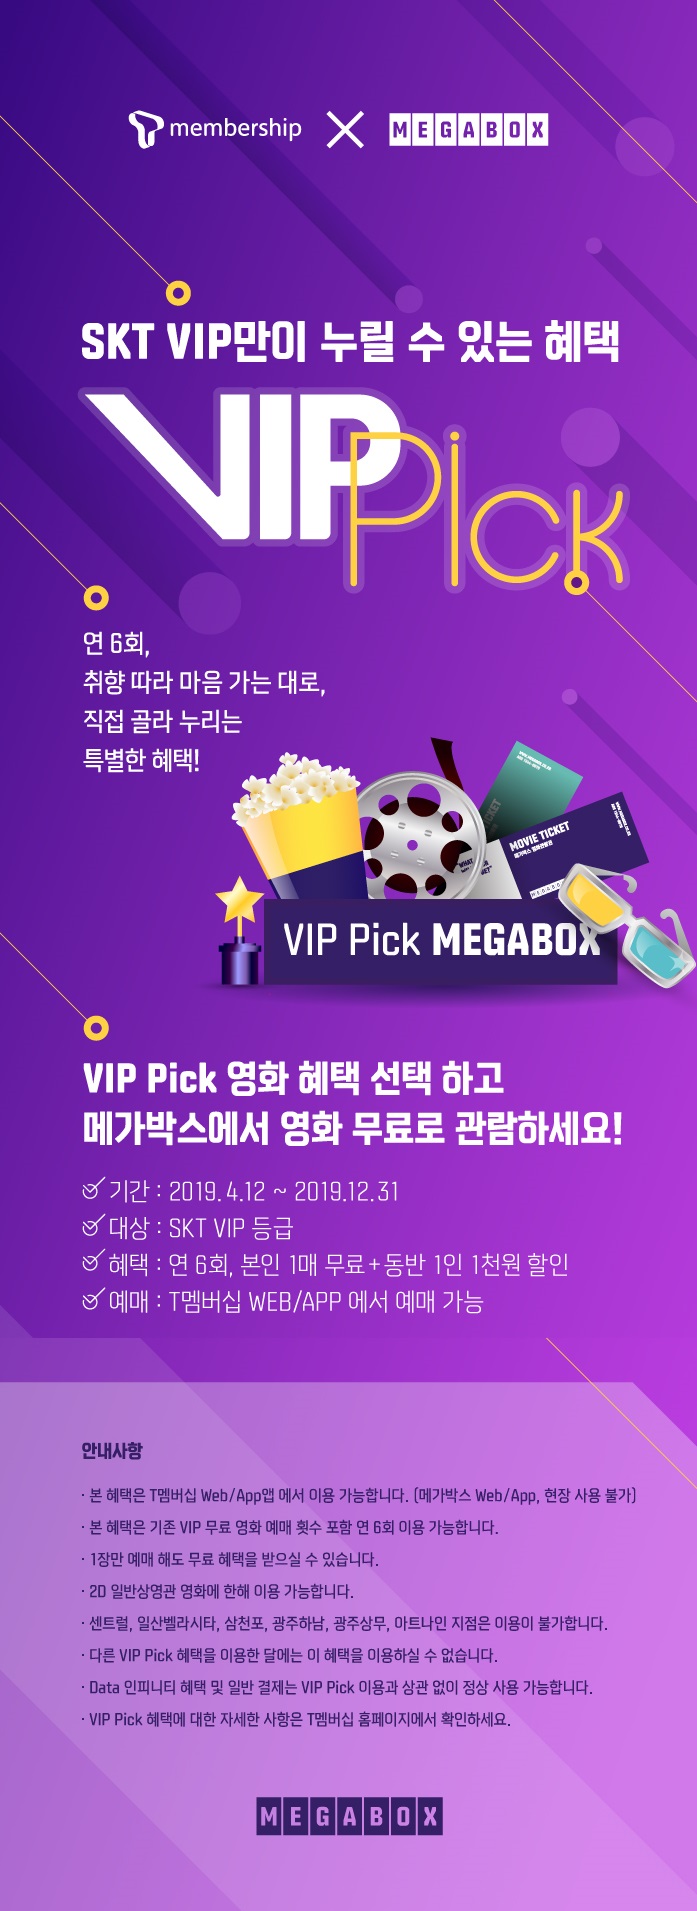 membership X MEGABOX
SKT VIP만이 누릴 수 있는 혜택
VIP Pick
연 6회,
취향 따라 마음 가는 대로,
직접 골라 누리는
특별한 혜택!
MOVIE TICKET
VIP Pick MEGABOX
VIP Pick 영화 혜택 선택 하고
메가박스에서 영화 무료로 관람하세요!
기간 : 2019. 4.12 ~ 2019.12.31
대상 : SKT VIP 등급
혜택 : 연 6회, 본인 1매 무료+동반 1인 1천원 할인
예매 : T멤버십 WEB/APP 에서 예매 가능
안내사항
· 본 혜택은 T멤버십 Web/App앱 에서 이용 가능합니다. (메가박스 Web/App, 현장 사용 불가)
· 본 혜택은 기존 VIP 무료 영화 예매 횟수 포함 연 6회 이용 가능합니다.
· 1장만 예매 해도 무료 혜택을 받으실 수 있습니다.
· 2D 일반상영관 영화에 한해 이용 가능합니다.
· 센트럴, 일산벨라시타, 삼천포, 광주하남, 광주상무, 아트나인 지점은 이용이 불가합니다.
· 다른 VIP Pick 혜택을 이용한 달에는 이 혜택을 이용하실 수 없습니다.
· Data 인피니티 혜택 및 일반 결제는 VIP Pick 이용과 상관 없이 정상 사용 가능합니다.
· VIP Pick 혜택에 대한 자세한 사항은 T멤버십 홈페이지에서 확인하세요.
MEGABOX